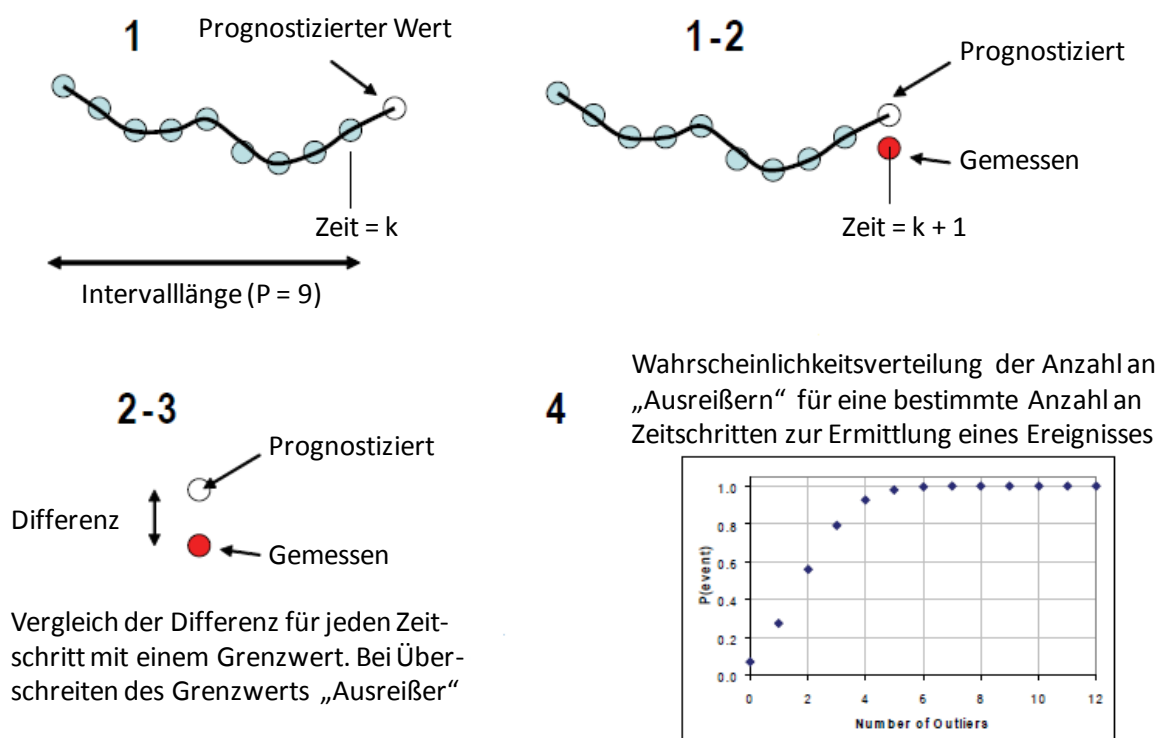 1
Prognostizierter Wert
Zeit = k
Intervalllänge (P = 9)
1-2
Prognostiziert
Gemessen
Zeit = k + 1
2-3
Prognostiziert
Differenz
Gemessen
Vergleich der Differenz für jeden Zeit-
schritt mit einem Grenzwert. Bei Über-
schreiten des Grenzwerts „Ausreißer“
4
Wahrscheinlichkeitsverteilung der Anzahl an
„Ausreißern“ für eine bestimmte Anzahl an
Zeitschritten zur Ermittlung eines Ereignisses
P(event)
1.0
0.8
0.6
0.4
0.2
0.0
0 2 4 6 8 10 12
Number of Outliers